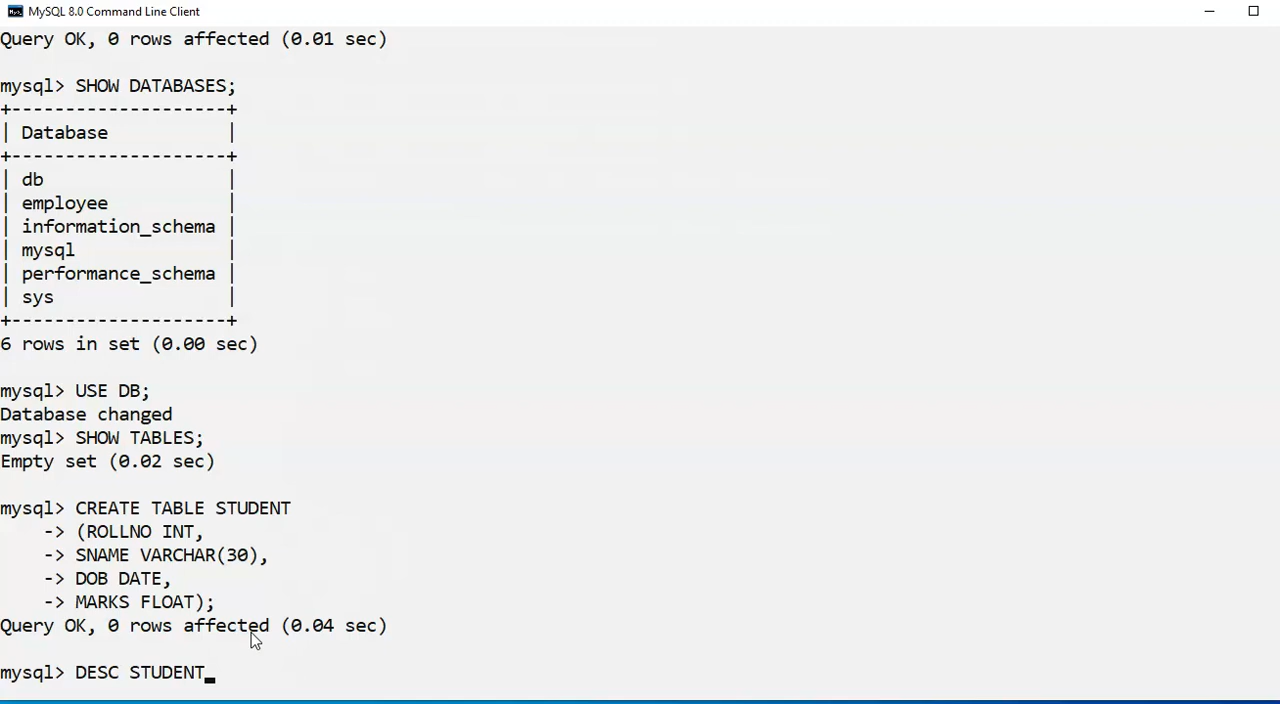 MySQL 8.0 Command Line Client
Query OK, 0 rows affected (0.01 sec)
mysql> SHOW DATABASES;
+--------------------+
| Database           |
+--------------------+
| db                 |
| employee           |
| information_schema |
| mysql              |
| performance_schema |
| sys                |
+--------------------+
6 rows in set (0.00 sec)
mysql> USE DB;
Database changed
mysql> SHOW TABLES;
Empty set (0.02 sec)
mysql> CREATE TABLE STUDENT
    -> (ROLLNO INT,
    -> SNAME VARCHAR(30),
    -> DOB DATE,
    -> MARKS FLOAT);
Query OK, 0 rows affected (0.04 sec)
mysql> DESC STUDENT